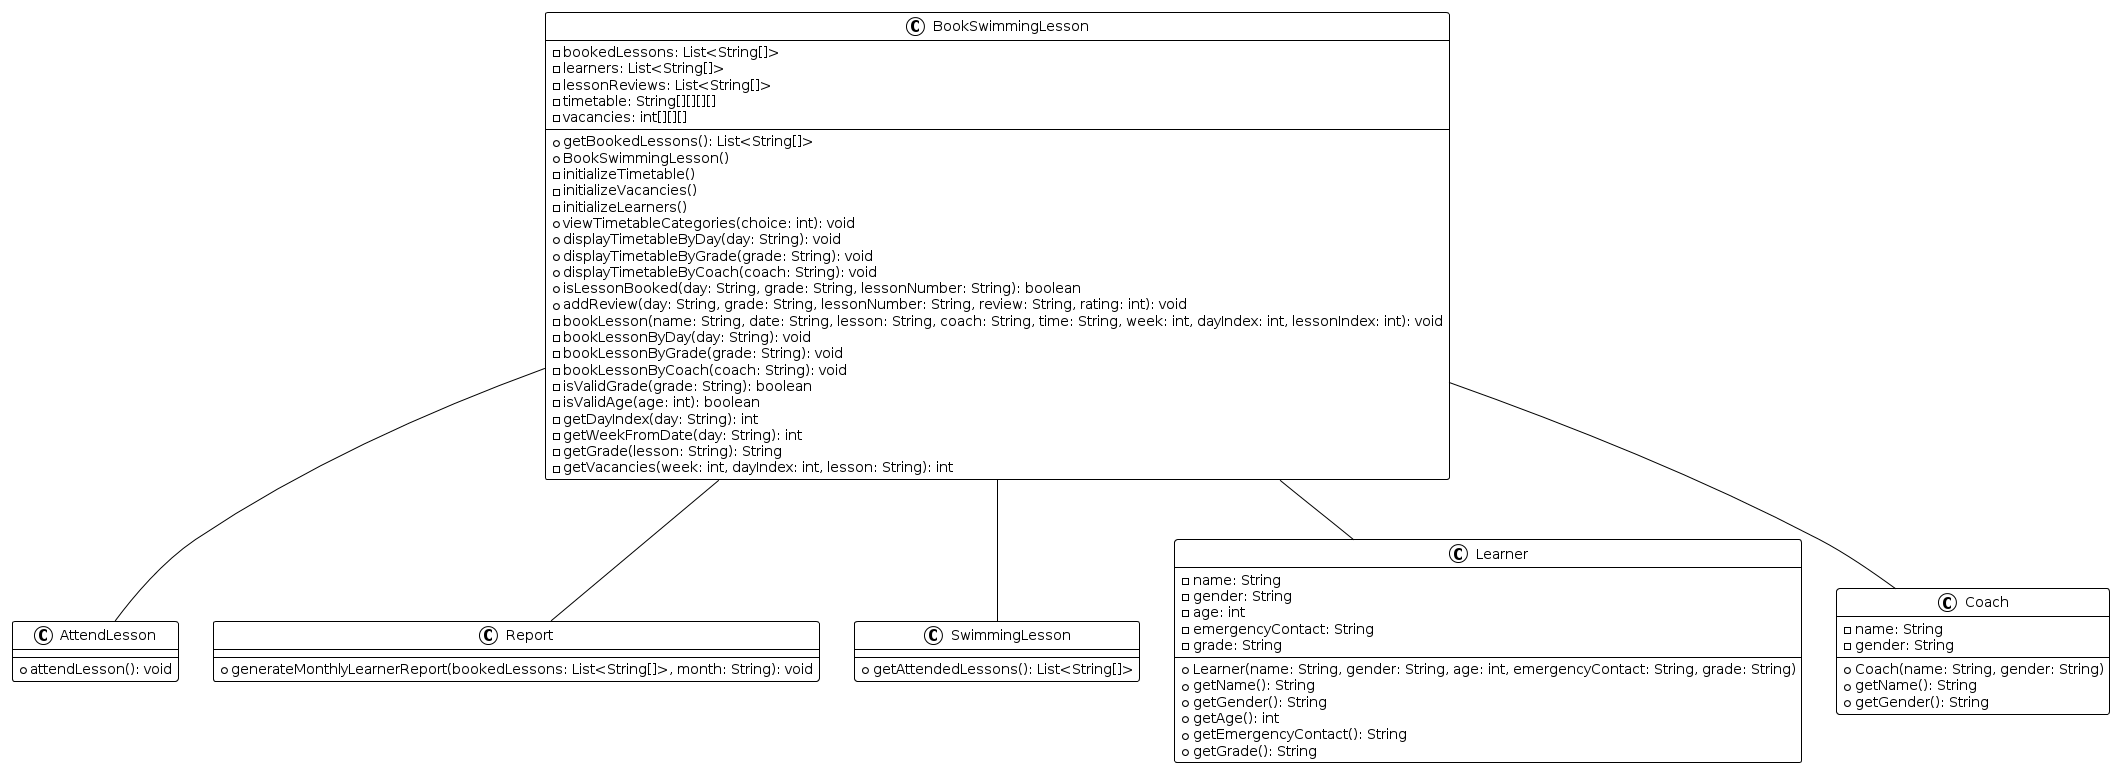 C BookSwimmingLesson
bookedLessons: List<String[]>
learners: List<String[]>
lessonReviews: List<String[]>
timetable: String[][][][]
vacancies: int[][][]
getBookedLessons(): List<String[]>
BookSwimmingLesson()
initializeTimetable()
initializeVacancies()
initializeLearners()
viewTimetableCategories(choice: int): void
displayTimetableByDay(day: String): void
displayTimetableByGrade(grade: String): void
displayTimetableByCoach(coach: String): void
isLessonBooked(day: String, grade: String, lessonNumber: String): boolean
addReview(day: String, grade: String, lessonNumber: String, review: String, rating: int): void
bookLesson(name: String, date: String, lesson: String, coach: String, time: String, week: int, dayIndex: int, lessonIndex: int): void
bookLessonByDay(day: String): void
bookLessonByGrade(grade: String): void
bookLessonByCoach(coach: String): void
isValidGrade(grade: String): boolean
isValidAge(age: int): boolean
getDayIndex(day: String): int
getWeekFromDate(day: String): int
getGrade(lesson: String): String
getVacancies(week: int, dayIndex: int, lesson: String): int
C AttendLesson
attendLesson(): void
C Report
generateMonthlyLearnerReport(bookedLessons: List<String[]>, month: String): void
C SwimmingLesson
getAttendedLessons(): List<String[]>
C Learner
name: String
gender: String
age: int
emergencyContact: String
grade: String
Learner(name: String, gender: String, age: int, emergencyContact: String, grade: String)
getName(): String
getGender(): String
getAge(): int
getEmergencyContact(): String
getGrade(): String
C Coach
name: String
gender: String
Coach(name: String, gender: String)
getName(): String
getGender(): String